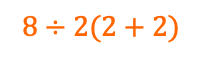 8 ÷ 2(2 + 2)